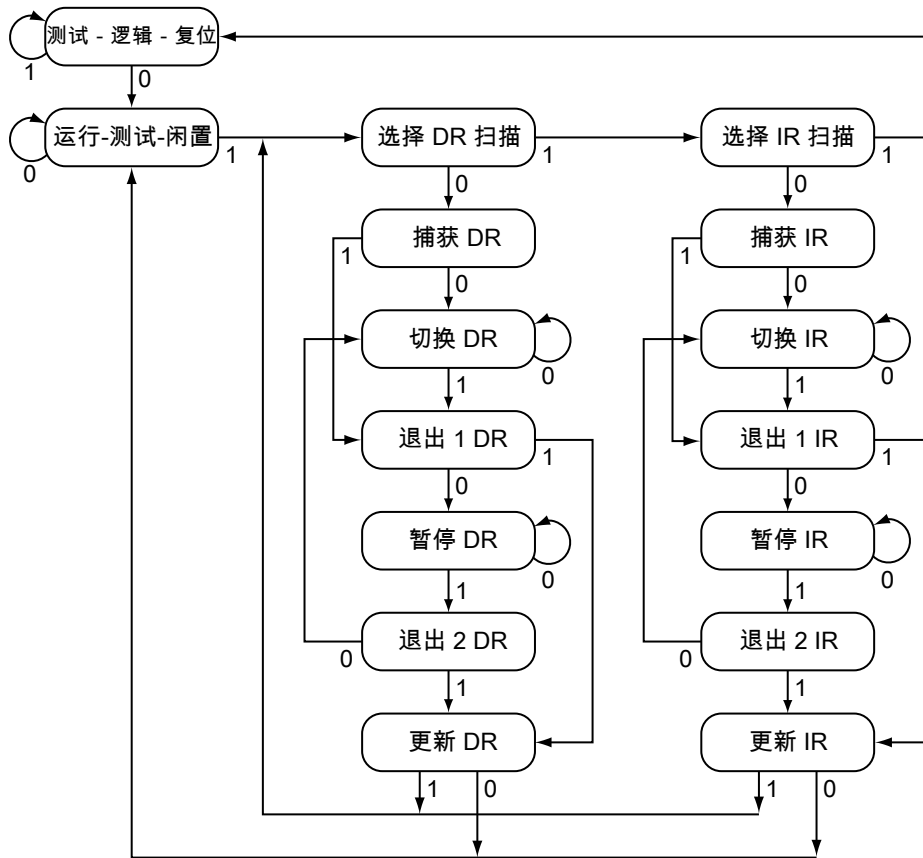 测试 - 逻辑 - 复位
1
0
运行-测试-闲置
0
1
选择 DR 扫描
1
选择 IR 扫描
1
0
0
捕获 DR
1
捕获 IR
1
0
0
切换 DR
0
切换 IR
0
1
1
退出 1 DR
1
退出 1 IR
1
0
0
暂停 DR
0
暂停 IR
0
1
1
退出 2 DR
0
退出 2 IR
0
1
1
更新 DR
更新 IR
1
0
1
0